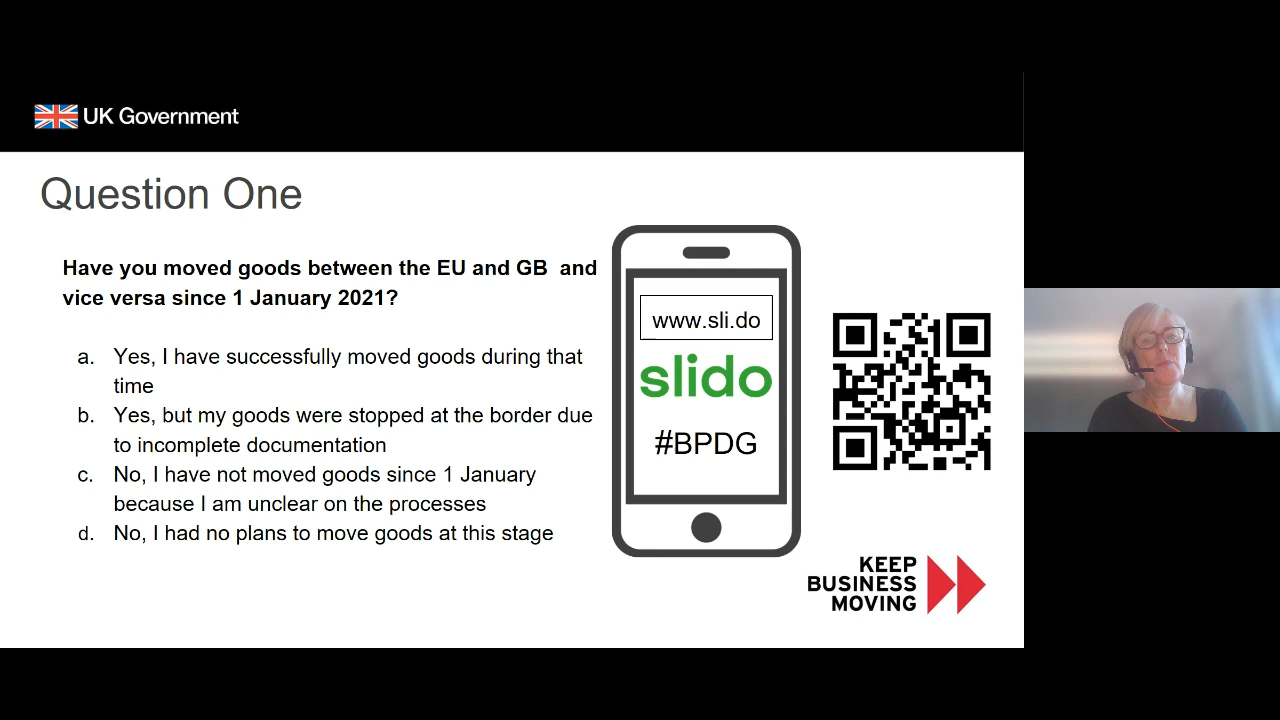 UK Government
Question One
Have you moved goods between the EU and GB  and
vice versa since 1 January 2021?
a. Yes, I have successfully moved goods during that
time
b. Yes, but my goods were stopped at the border due
to incomplete documentation
c. No, I have not moved goods since 1 January
because I am unclear on the processes
d. No, I had no plans to move goods at this stage
www.sli.do
slido
#BPDG
KEEP
BUSINESS
MOVING